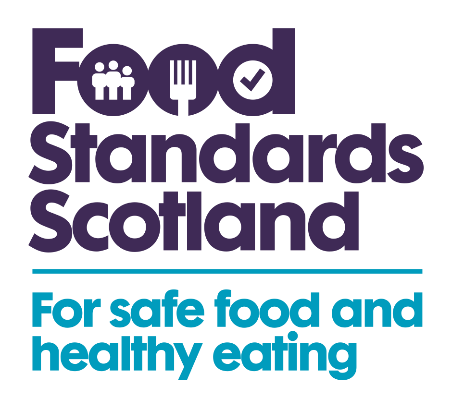 Food
Standards
Scotland
For safe food and
healthy eating